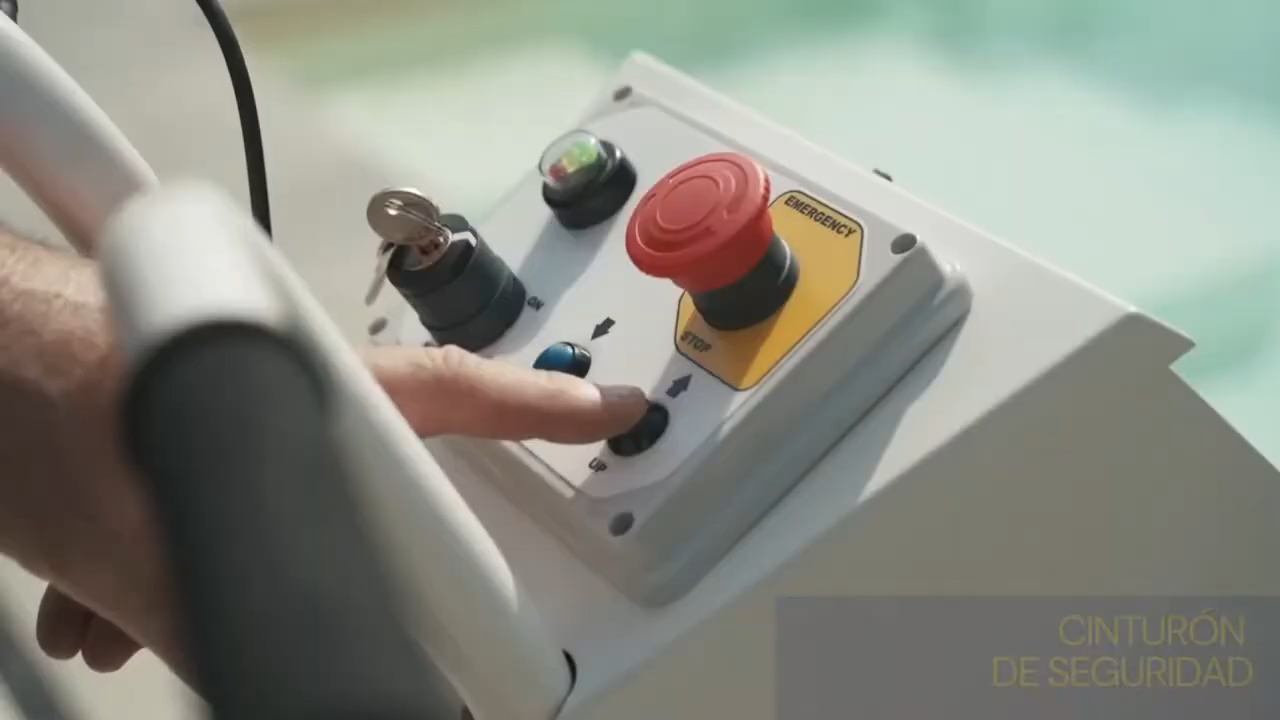 EMERGENCY
ON
STOP
UP
CINTURÓN
DE SEGURIDAD